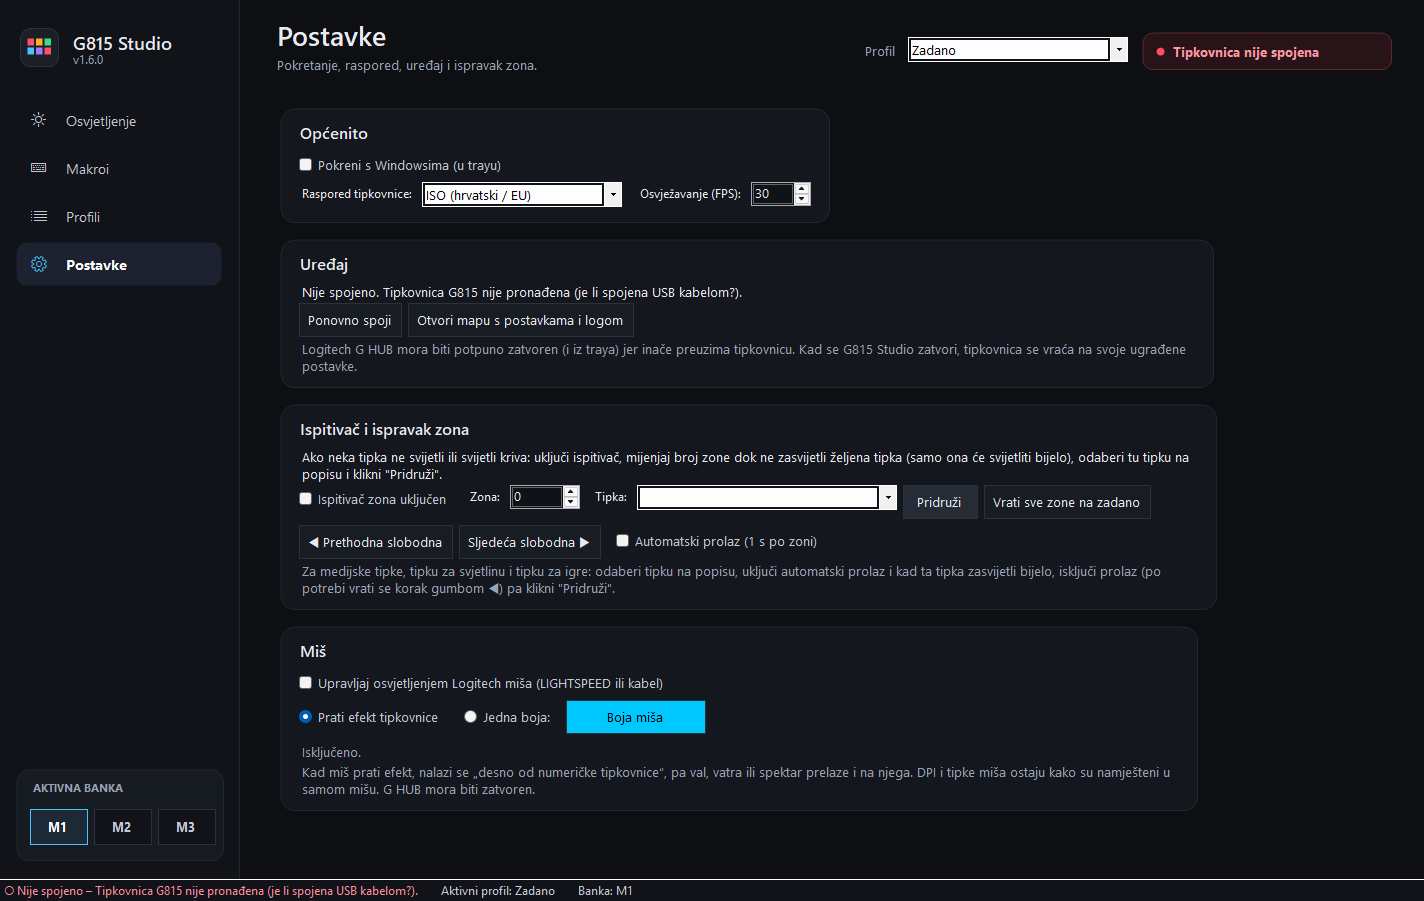 G815 Studio
v1.6.0
Osvjetljenje
Makroi
Profili
Postavke
AKTIVNA BANKA
M1 M2 M3
Postavke
Pokretanje, raspored, uređaj i ispravak zona.
Profil Zadano
Tipkovnica nije spojena
Općenito
Pokreni s Windowsima (u trayu)
Raspored tipkovnice: ISO (hrvatski / EU) Osvježavanje (FPS): 30
Uređaj
Nije spojeno. Tipkovnica G815 nije pronađena (je li spojena USB kabelom?).
Ponovno spoji Otvori mapu s postavkama i logom
Logitech G HUB mora biti potpuno zatvoren (i iz traya) jer inače preuzima tipkovnicu. Kad se G815 Studio zatvori, tipkovnica se vraća na svoje ugrađene
postavke.
Ispitivač i ispravak zona
Ako neka tipka ne svijetli ili svijetli kriva: uključi ispitivač, mijenjaj broj zone dok ne zasvijetli željena tipka (samo ona će svijetliti bijelo), odaberi tu tipku na
popisu i klikni "Pridruži".
Ispitivač zona uključen Zona: 0 Tipka: Pridruži Vrati sve zone na zadano
◀ Prethodna slobodna Sljedeća slobodna ▶ Automatski prolaz (1 s po zoni)
Za medijske tipke, tipku za svjetlinu i tipku za igre: odaberi tipku na popisu, uključi automatski prolaz i kad ta tipka zasvijetli bijelo, isključi prolaz (po
potrebi vrati se korak gumbom ◀) pa klikni "Pridruži".
Miš
Upravljaj osvjetljenjem Logitech miša (LIGHTSPEED ili kabel)
Prati efekt tipkovnice Jedna boja: Boja miša
Isključeno.
Kad miš prati efekt, nalazi se „desno od numeričke tipkovnice“, pa val, vatra ili spektar prelaze i na njega. DPI i tipke miša ostaju kako su namješteni u
samom mišu. G HUB mora biti zatvoren.
Nije spojeno – Tipkovnica G815 nije pronađena (je li spojena USB kabelom?). Aktivni profil: Zadano Banka: M1